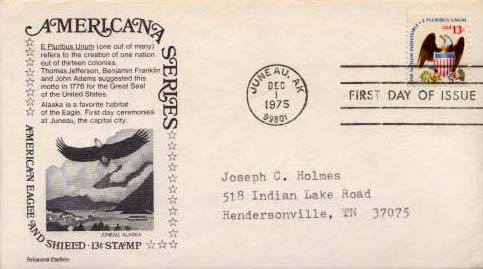 AMERICANA
SERIES
E Pluribus Unum (one out of many)
refers to the creation of one nation
out of thirteen colonies.
Thomas Jefferson, Benjamin Franklin
and John Adams suggested this
motto in 1776 for the Great Seal
of the United States.
Alaska is a favorite habitat
of the Eagle. First day ceremonies
at Juneau, the capital city.
JUNEAU, ALASKA
AMERICAN EAGLE AND SHIELD · 13¢ STAMP
JUNEAU, AK
DEC
1
1975
99801
ONE NATION INDIVISIBLE · E PLURIBUS UNUM
USA 13c
FIRST DAY OF ISSUE
Joseph C. Holmes
518 Indian Lake Road
Hendersonville, TN 37075